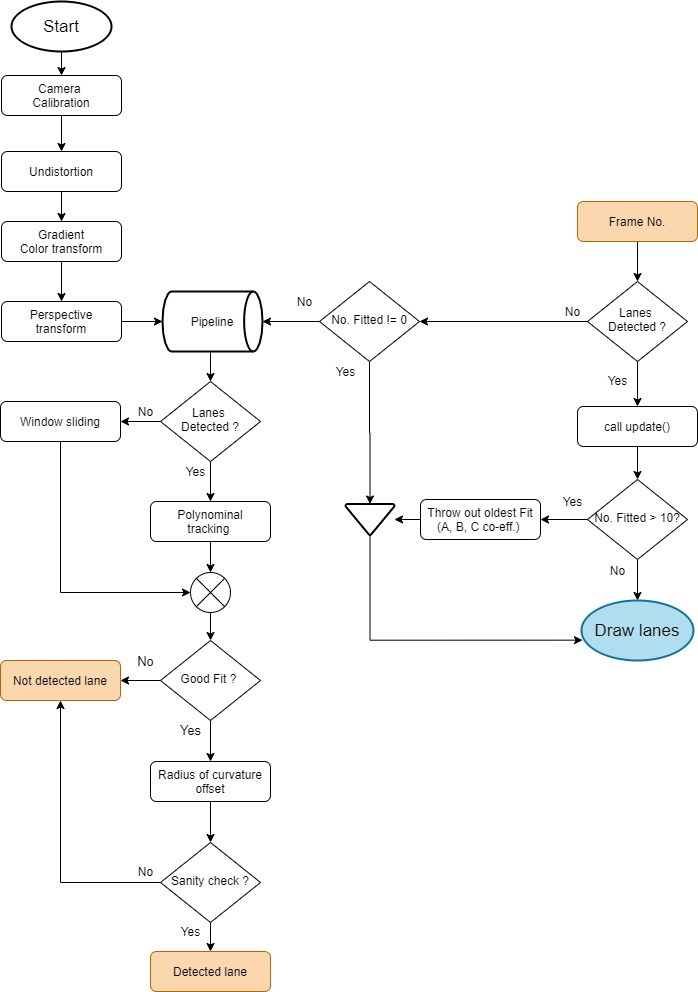 Start
Camera
Calibration
Undistortion
Gradient
Color transform
Perspective
transform
Pipeline
Lanes
Detected ?
No
Window sliding
Yes
Polynominal
tracking
Good Fit ?
No
Not detected lane
Yes
Radius of curvature
offset
Sanity check ?
No
Yes
Detected lane
Frame No.
Lanes
Detected ?
No
No. Fitted != 0
No
Yes
Yes
call update()
No. Fitted > 10?
Yes
Throw out oldest Fit
(A, B, C co-eff.)
No
Draw lanes